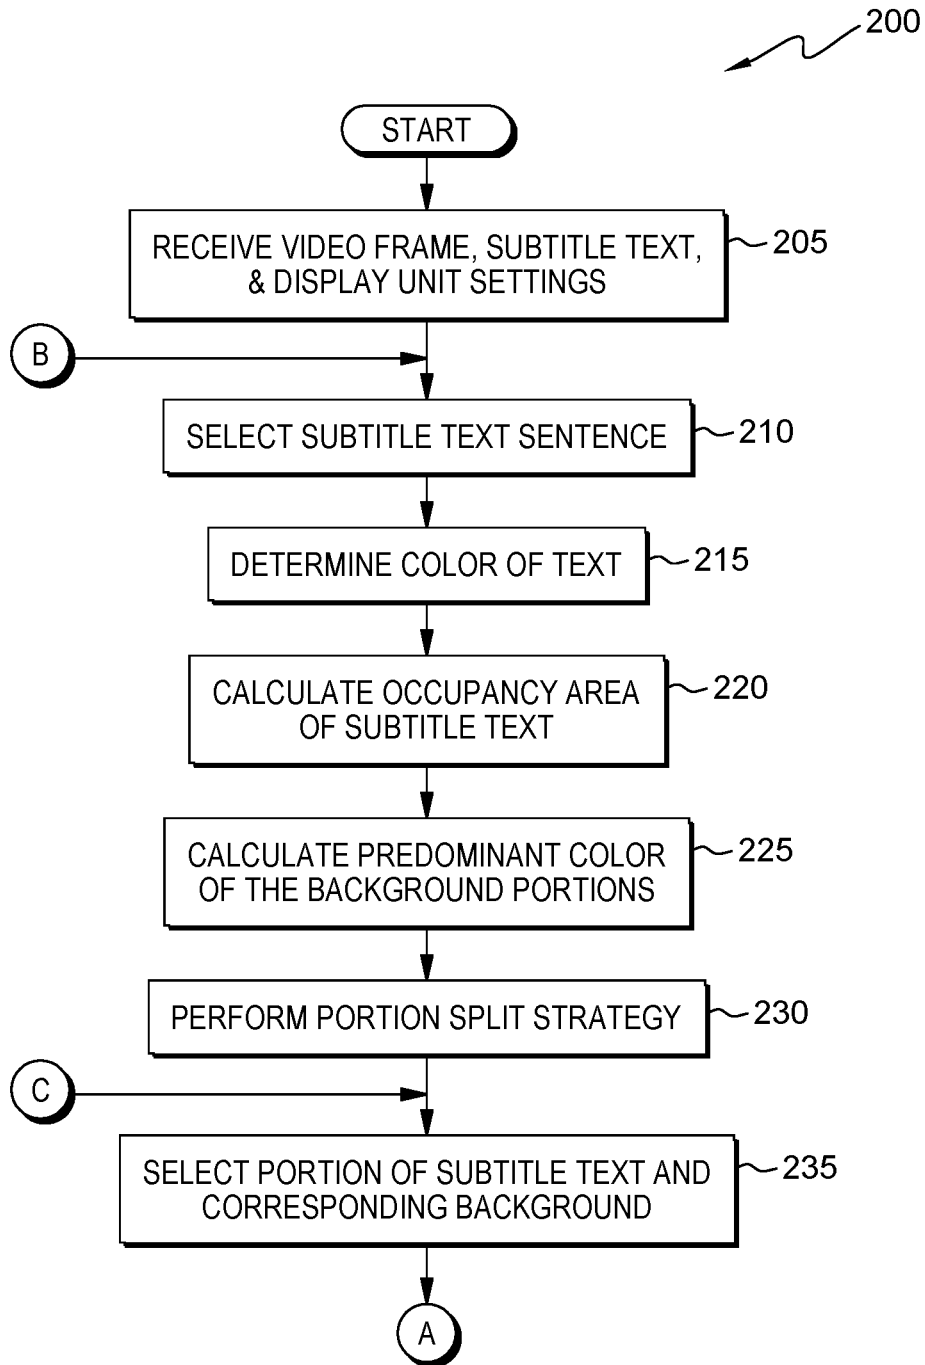 200
START
RECEIVE VIDEO FRAME, SUBTITLE TEXT,
& DISPLAY UNIT SETTINGS
205
B
SELECT SUBTITLE TEXT SENTENCE
210
DETERMINE COLOR OF TEXT
215
CALCULATE OCCUPANCY AREA
OF SUBTITLE TEXT
220
CALCULATE PREDOMINANT COLOR
OF THE BACKGROUND PORTIONS
225
PERFORM PORTION SPLIT STRATEGY
230
C
SELECT PORTION OF SUBTITLE TEXT AND
CORRESPONDING BACKGROUND
235
A